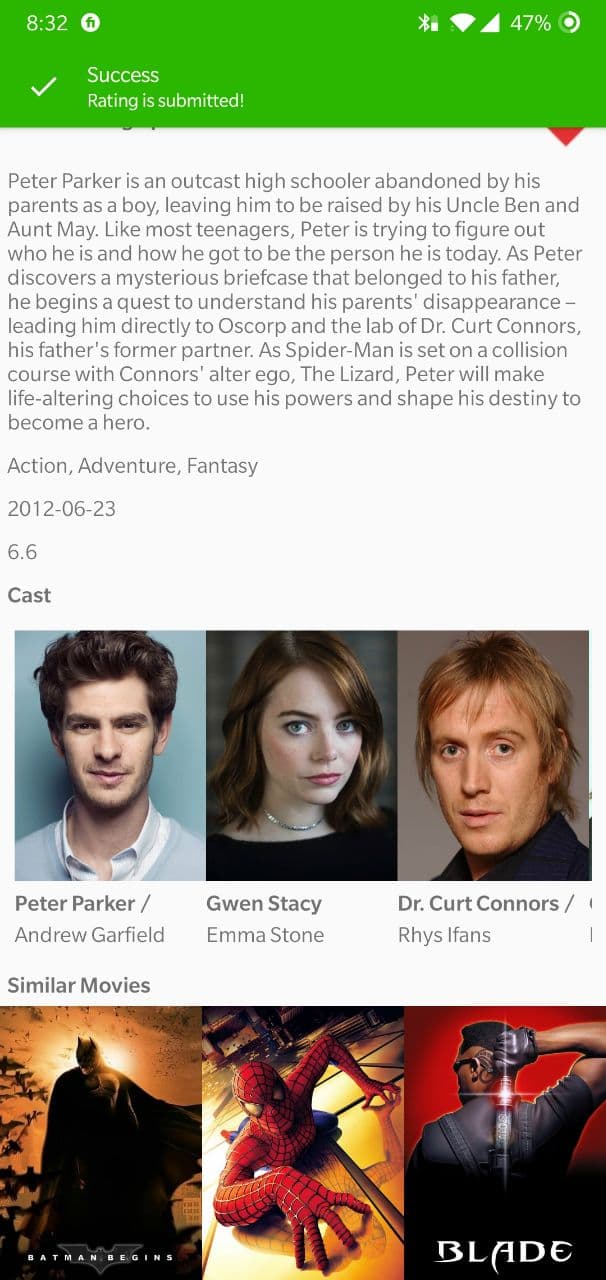 8:32
47%
Success
Rating is submitted!
Peter Parker is an outcast high schooler abandoned by his
parents as a boy, leaving him to be raised by his Uncle Ben and
Aunt May. Like most teenagers, Peter is trying to figure out
who he is and how he got to be the person he is today. As Peter
discovers a mysterious briefcase that belonged to his father,
he begins a quest to understand his parents' disappearance –
leading him directly to Oscorp and the lab of Dr. Curt Connors,
his father's former partner. As Spider-Man is set on a collision
course with Connors' alter ego, The Lizard, Peter will make
life-altering choices to use his powers and shape his destiny to
become a hero.
Action, Adventure, Fantasy
2012-06-23
6.6
Cast
Peter Parker / Gwen Stacy Dr. Curt Connors /
Andrew Garfield Emma Stone Rhys Ifans
Similar Movies
BATMAN BEGINS
BLADE